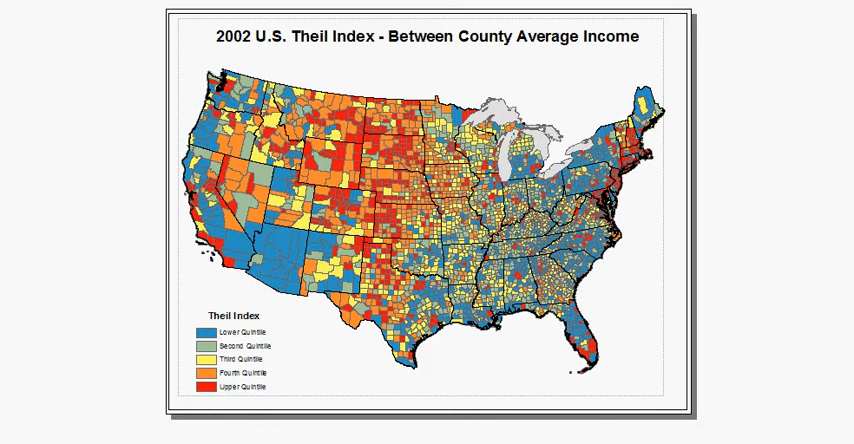 2002 U.S. Theil Index - Between County Average Income
Theil Index
Lower Quintile
Second Quintile
Third Quintile
Fourth Quintile
Upper Quintile